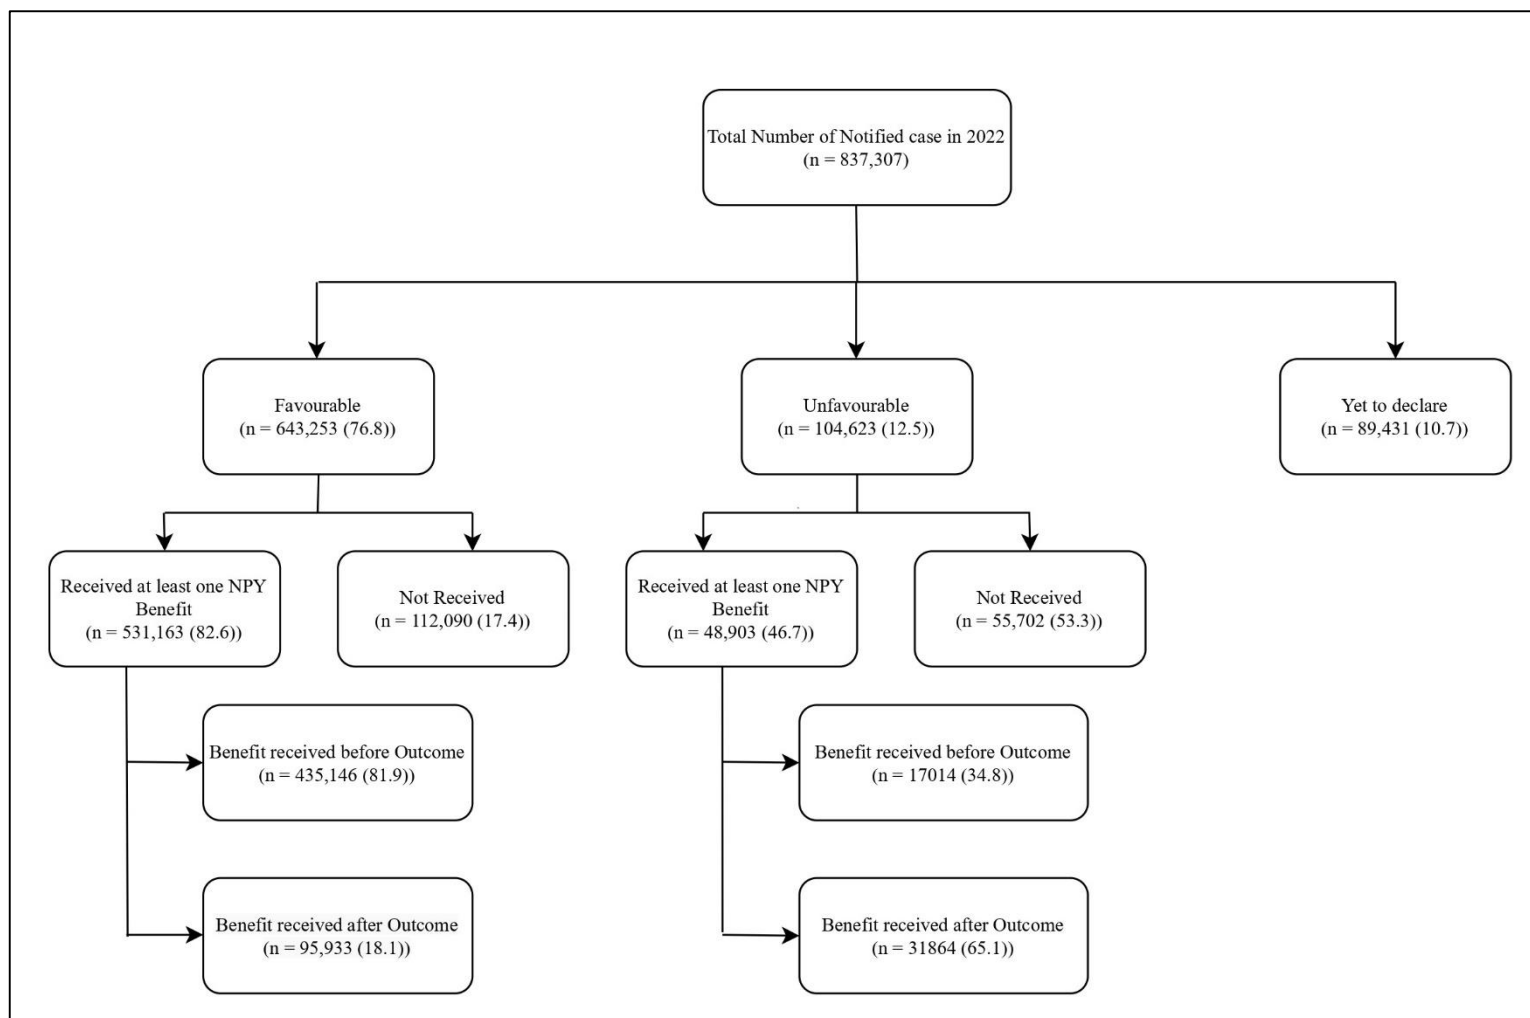 Total Number of Notified case in 2022
(n = 837,307)
Favourable
(n = 643,253 (76.8))
Unfavourable
(n = 104,623 (12.5))
Yet to declare
(n = 89,431 (10.7))
Received at least one NPY
Benefit
(n = 531,163 (82.6))
Not Received
(n = 112,090 (17.4))
Received at least one NPY
Benefit
(n = 48,903 (46.7))
Not Received
(n = 55,702 (53.3))
Benefit received before Outcome
(n = 435,146 (81.9))
Benefit received before Outcome
(n = 17014 (34.8))
Benefit received after Outcome
(n = 95,933 (18.1))
Benefit received after Outcome
(n = 31864 (65.1))